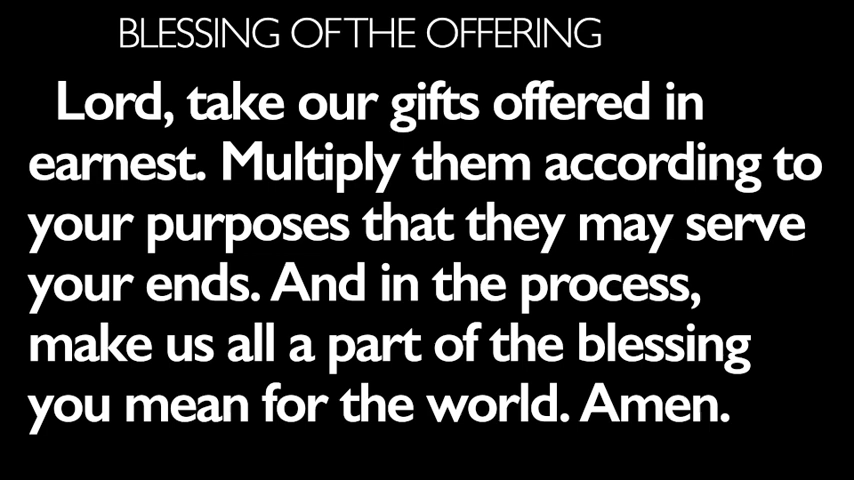 BLESSING OF THE OFFERING
Lord, take our gifts offered in
earnest. Multiply them according to
your purposes that they may serve
your ends. And in the process,
make us all a part of the blessing
you mean for the world. Amen.